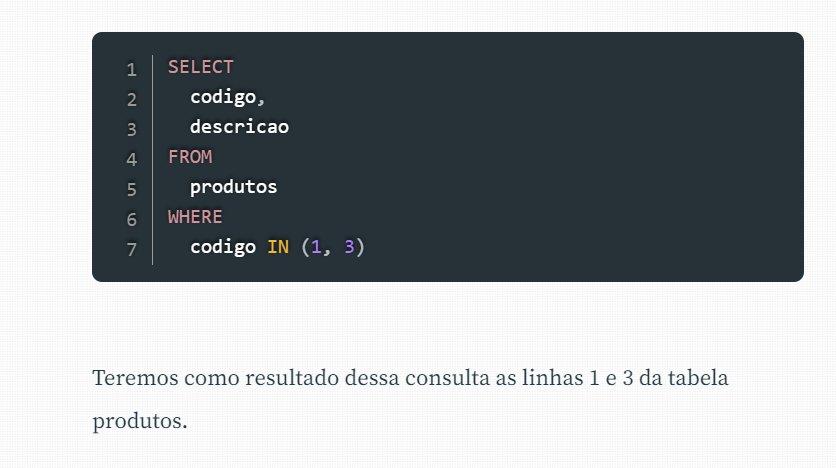 1 SELECT
2 codigo,
3 descricao
4 FROM
5 produtos
6 WHERE
7 codigo IN (1, 3)
Teremos como resultado dessa consulta as linhas 1 e 3 da tabela
produtos.